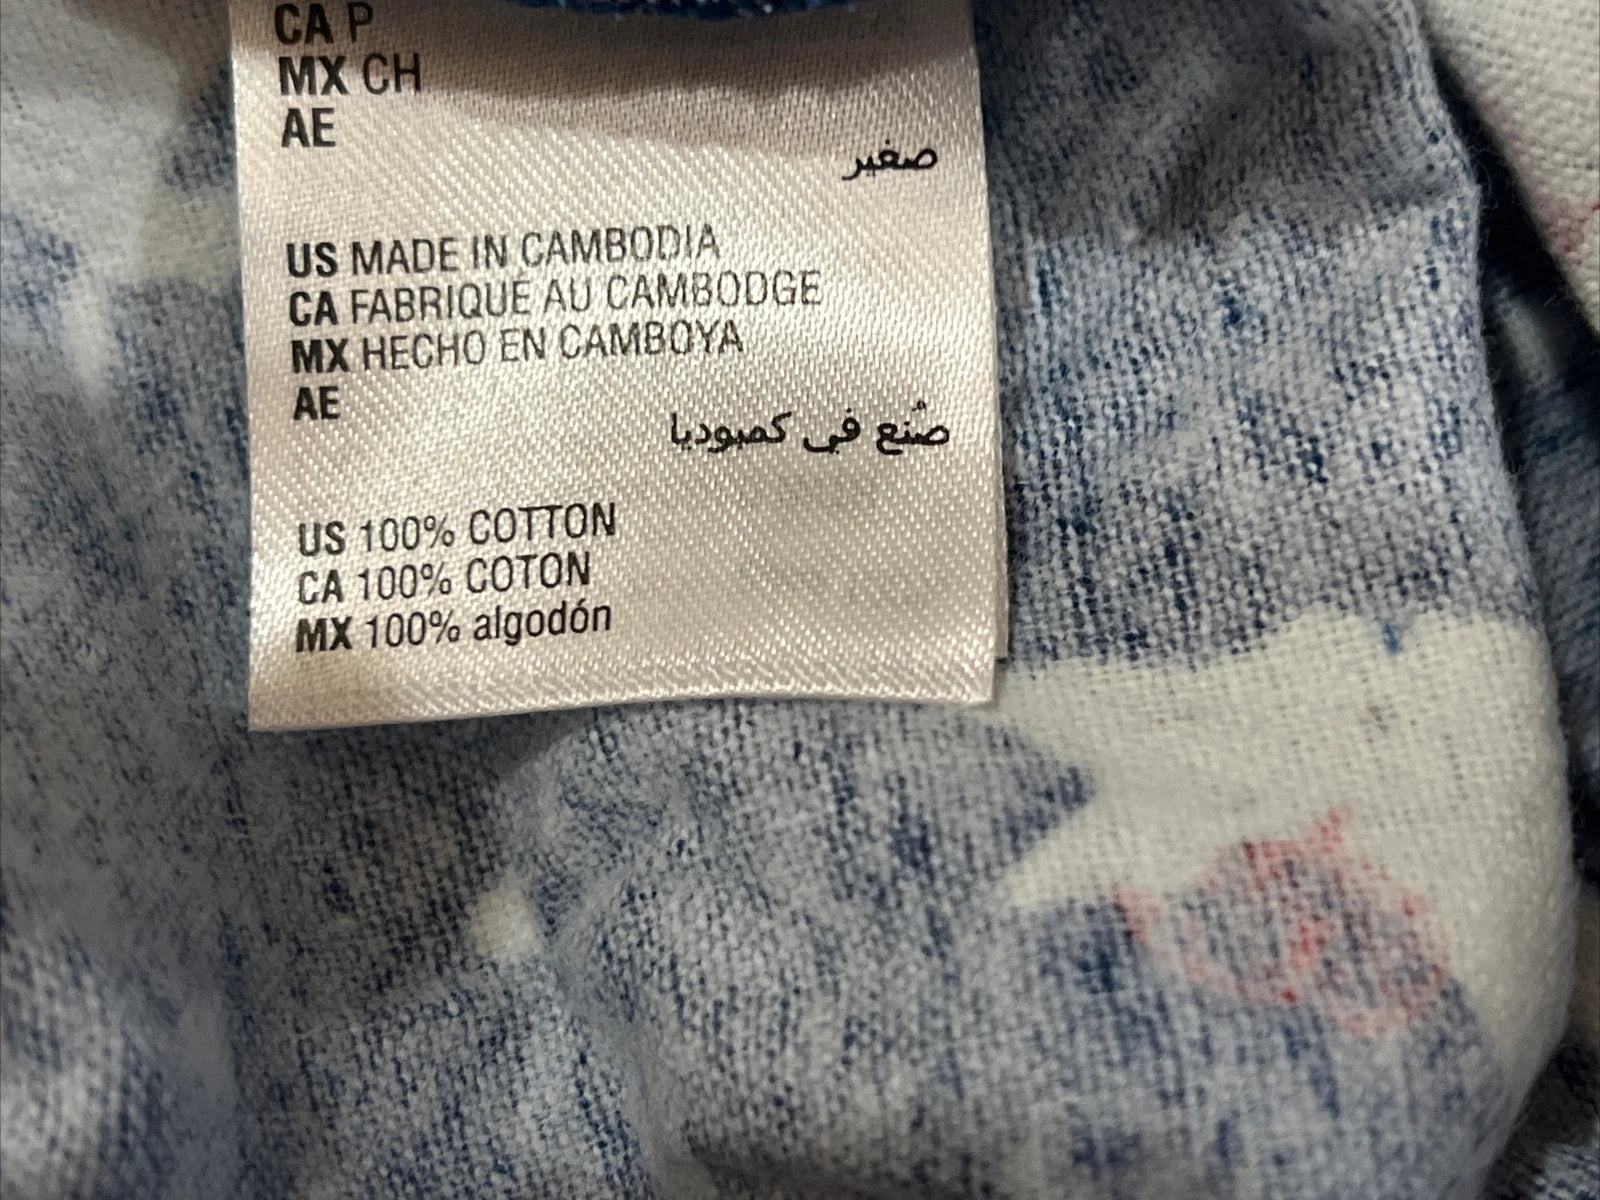 CA P
MX CH
AE
صغير
US MADE IN CAMBODIA
CA FABRIQUÉ AU CAMBODGE
MX HECHO EN CAMBOYA
AE
صُنع في كمبوديا
US 100% COTTON
CA 100% COTON
MX 100% algodón